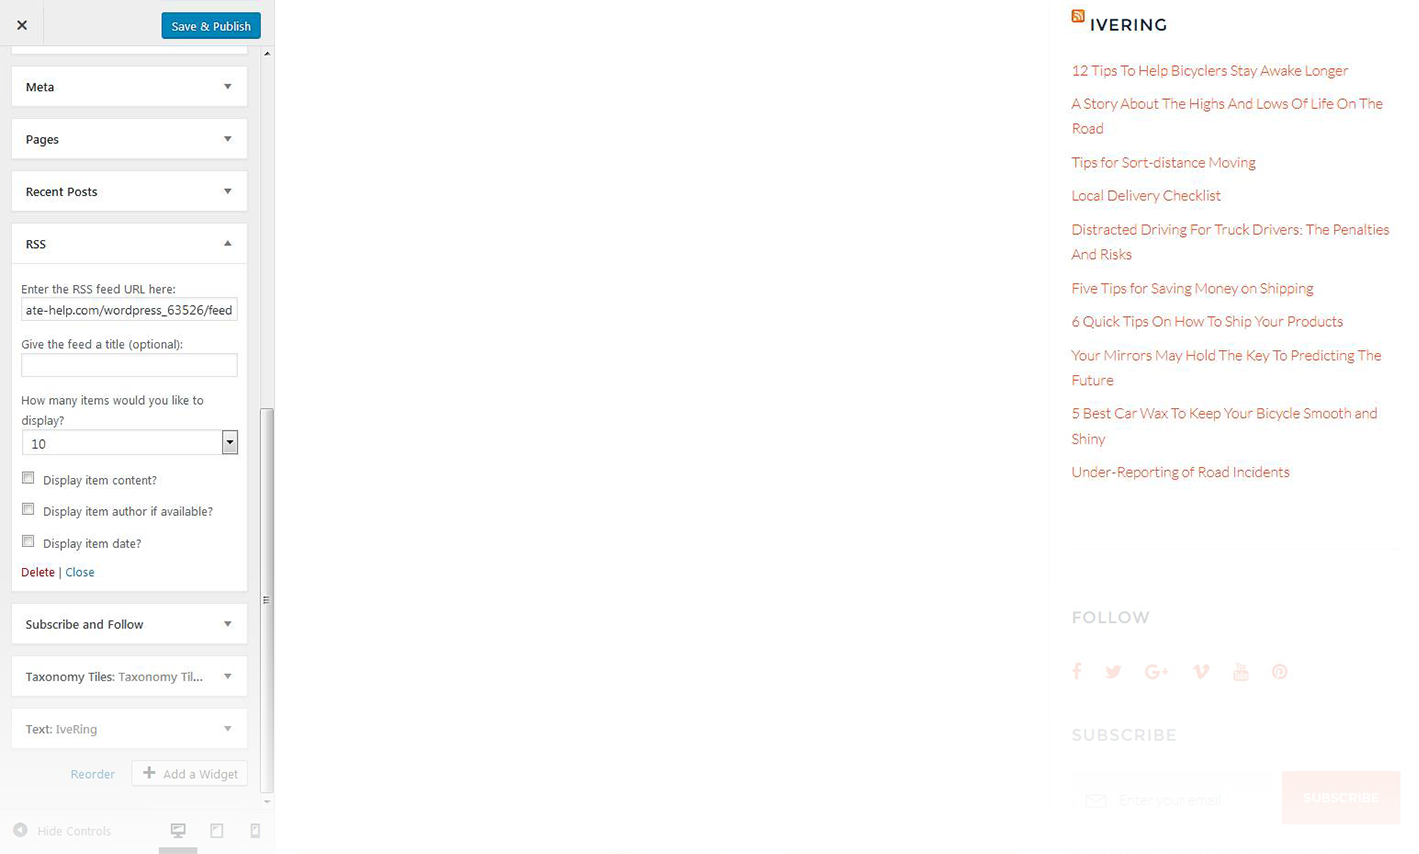 Save & Publish
Meta
Pages
Recent Posts
RSS
Enter the RSS feed URL here:
ate-help.com/wordpress_63526/feed
Give the feed a title (optional):
How many items would you like to
display?
10
Display item content?
Display item author if available?
Display item date?
Delete | Close
Subscribe and Follow
Taxonomy Tiles: Taxonomy Til...
Text: IveRing
Reorder
Add a Widget
Hide Controls
IVERING
12 Tips To Help Bicyclers Stay Awake Longer
A Story About The Highs And Lows Of Life On The
Road
Tips for Sort-distance Moving
Local Delivery Checklist
Distracted Driving For Truck Drivers: The Penalties
And Risks
Five Tips for Saving Money on Shipping
6 Quick Tips On How To Ship Your Products
Your Mirrors May Hold The Key To Predicting The
Future
5 Best Car Wax To Keep Your Bicycle Smooth and
Shiny
Under-Reporting of Road Incidents
FOLLOW
SUBSCRIBE
Enter your email
SUBSCRIBE